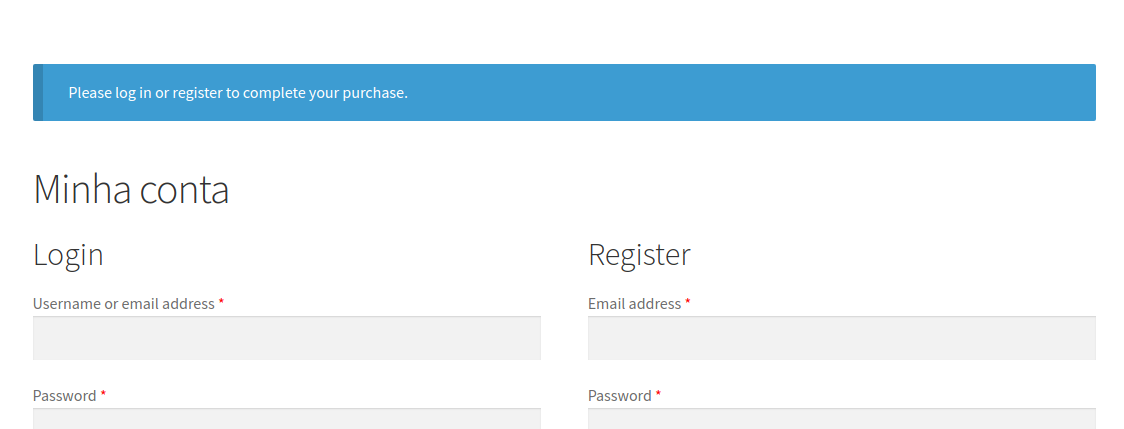 Please log in or register to complete your purchase.
Minha conta
Login
Register
Username or email address *
Email address *
Password *
Password *